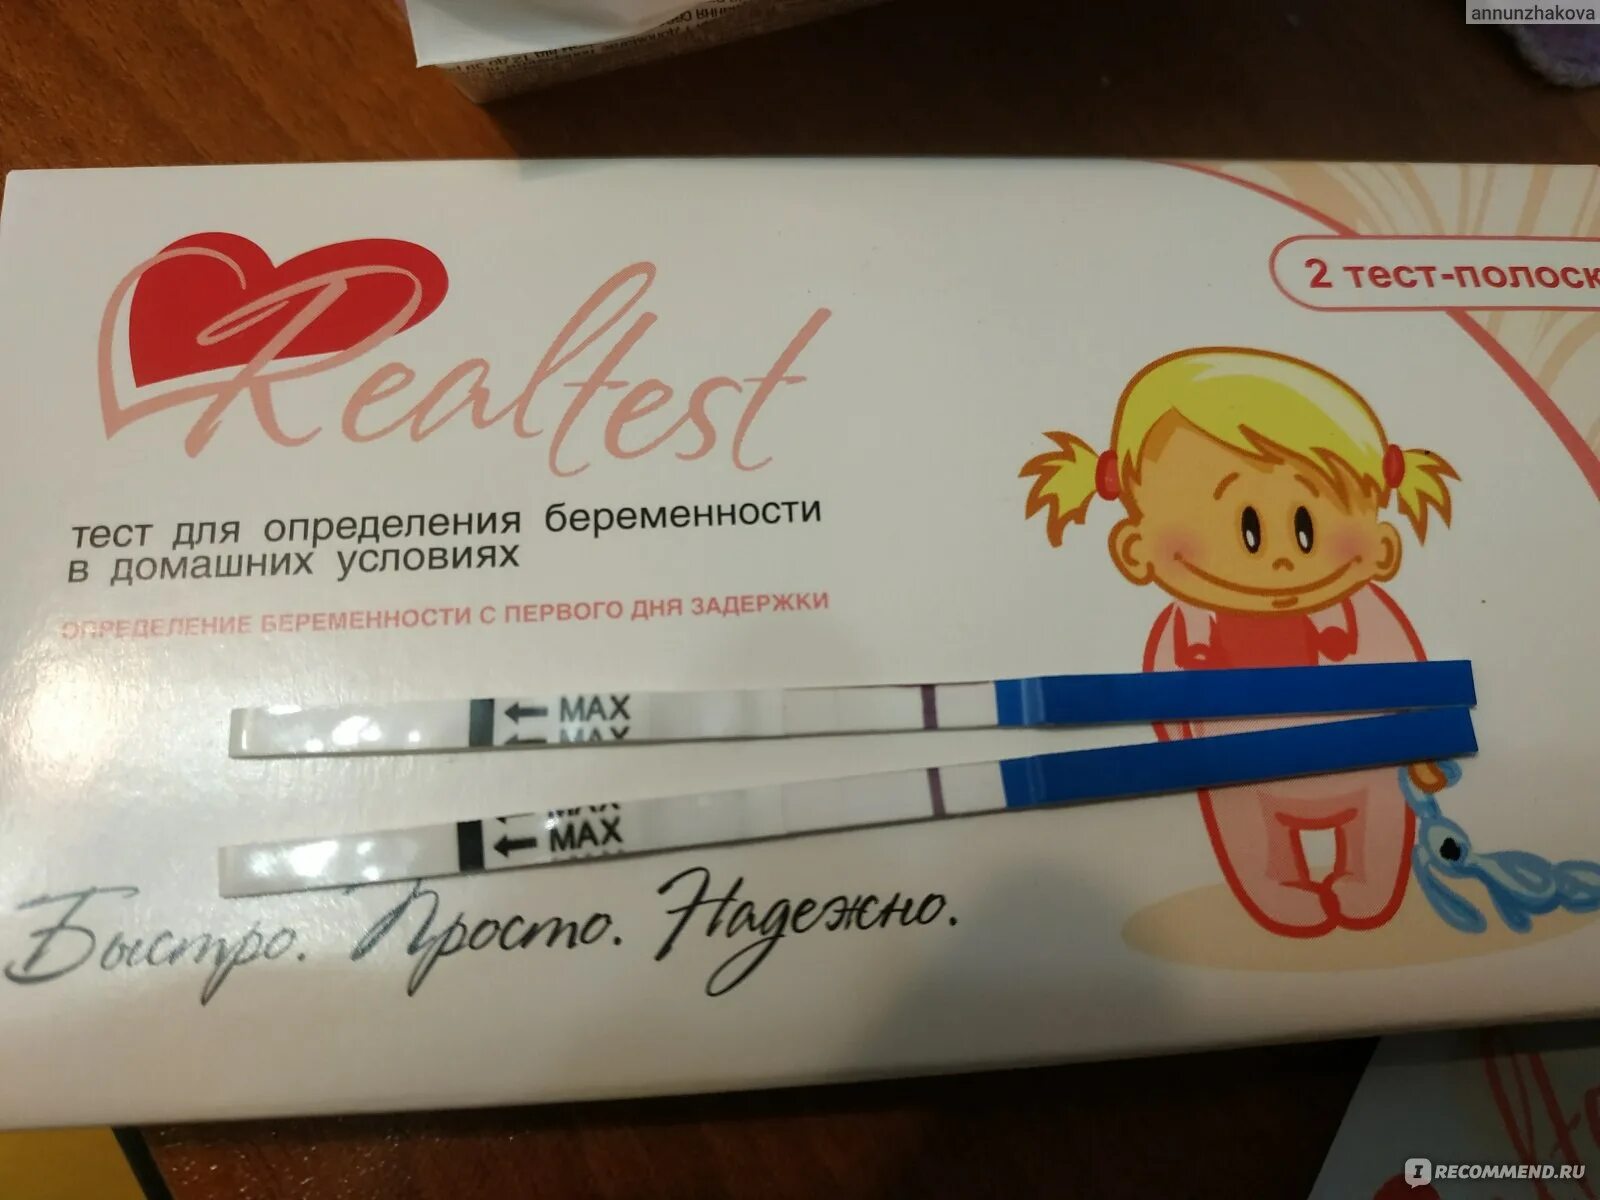 annunzhakova
2 тест-полоск
Realtest
тест для определения беременности
в домашних условиях
ОПРЕДЕЛЕНИЕ БЕРЕМЕННОСТИ С ПЕРВОГО ДНЯ ЗАДЕРЖКИ
MAX
MAX
MAX
MAX
Быстро. Просто. Надежно.
IRECOMMEND.RU